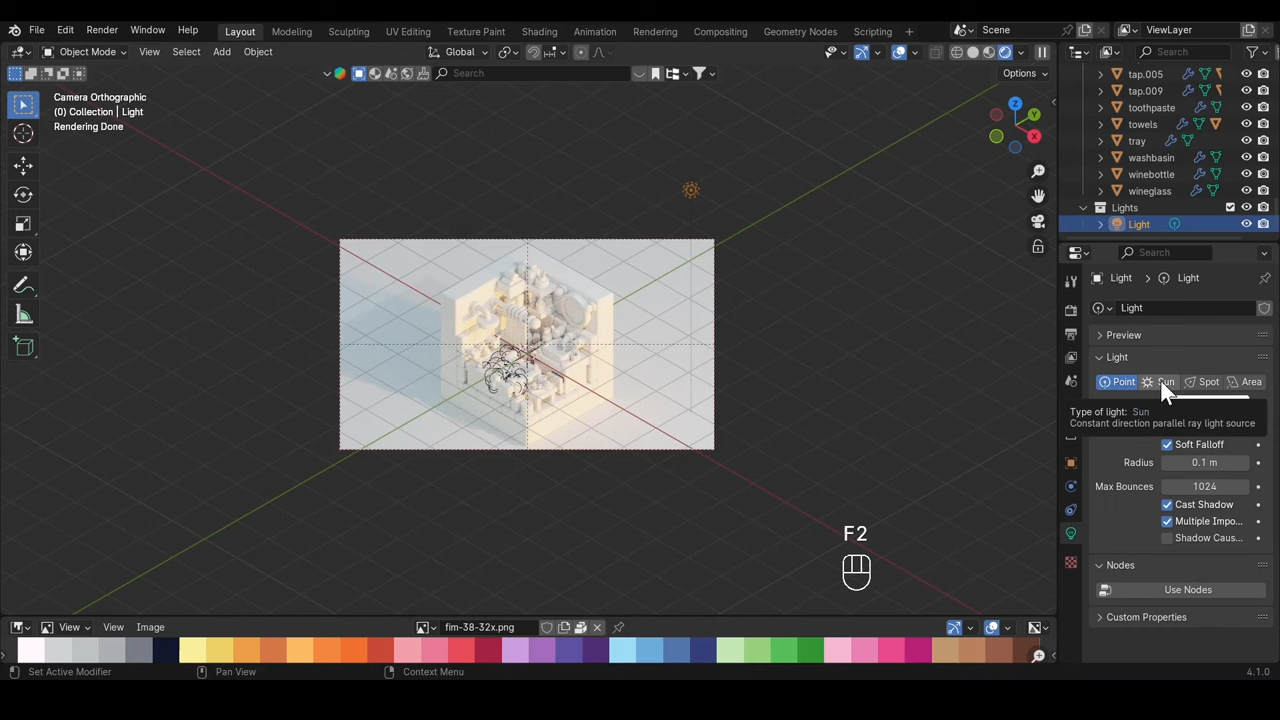 File Edit Render Window Help Layout Modeling Sculpting UV Editing Texture Paint Shading Animation Rendering Compositing Geometry Nodes Scripting + Scene ViewLayer
Object Mode View Select Add Object Global Search
Search Options
Camera Orthographic
(0) Collection | Light
Rendering Done
Z
Y
X
tap.005
tap.009
toothpaste
towels
tray
washbasin
winebottle
wineglass
Lights
Light
Search
Light > Light
Light
Preview
Light
Point Sun Spot Area
Type of light: Sun
Constant direction parallel ray light source
Soft Falloff
Radius 0.1 m
Max Bounces 1024
Cast Shadow
Multiple Impo...
Shadow Caus...
Nodes
Use Nodes
Custom Properties
F2
View View Image fim-38-32x.png
Set Active Modifier Pan View Context Menu 4.1.0